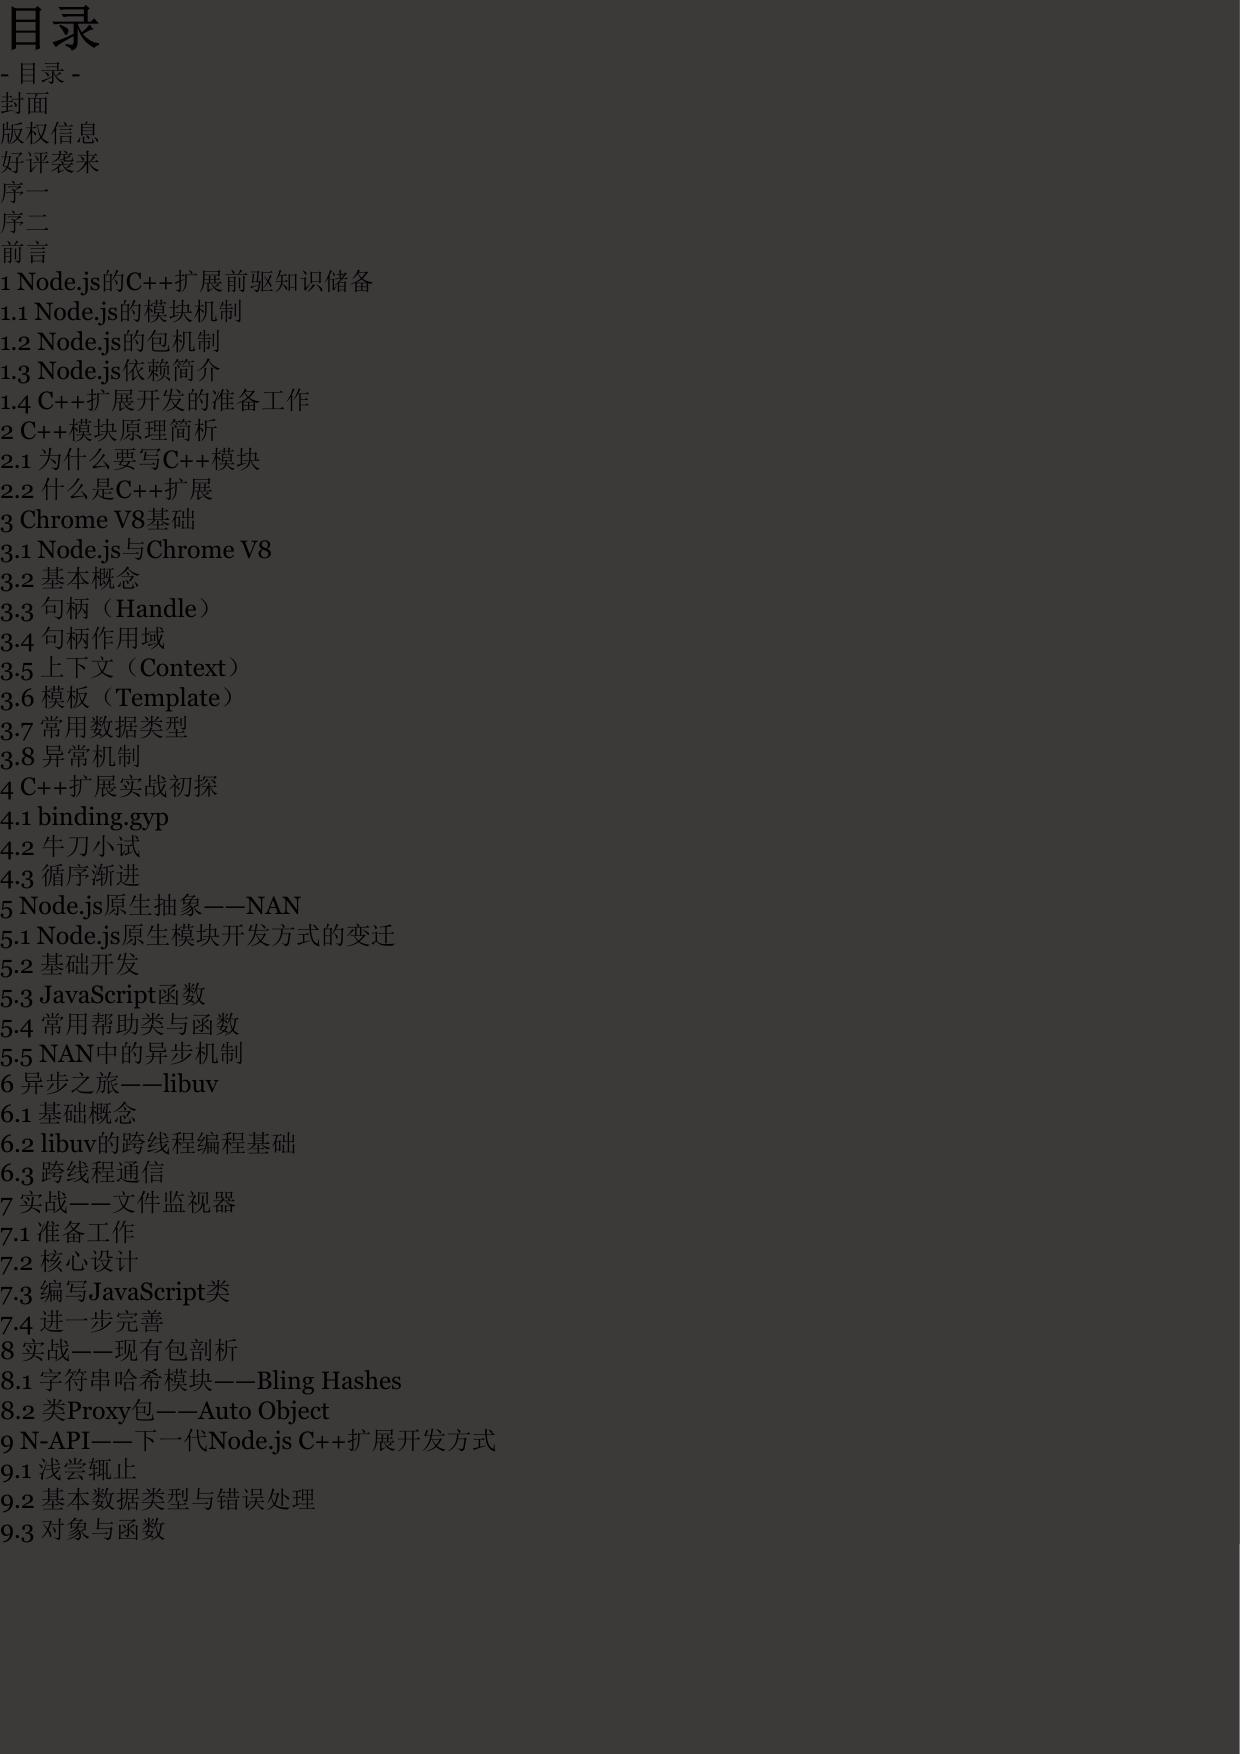 目录
- 目录 -
封面
版权信息
好评袭来
序一
序二
前言
1 Node.js的C++扩展前驱知识储备
1.1 Node.js的模块机制
1.2 Node.js的包机制
1.3 Node.js依赖简介
1.4 C++扩展开发的准备工作
2 C++模块原理简析
2.1 为什么要写C++模块
2.2 什么是C++扩展
3 Chrome V8基础
3.1 Node.js与Chrome V8
3.2 基本概念
3.3 句柄（Handle）
3.4 句柄作用域
3.5 上下文（Context）
3.6 模板（Template）
3.7 常用数据类型
3.8 异常机制
4 C++扩展实战初探
4.1 binding.gyp
4.2 牛刀小试
4.3 循序渐进
5 Node.js原生抽象——NAN
5.1 Node.js原生模块开发方式的变迁
5.2 基础开发
5.3 JavaScript函数
5.4 常用帮助类与函数
5.5 NAN中的异步机制
6 异步之旅——libuv
6.1 基础概念
6.2 libuv的跨线程编程基础
6.3 跨线程通信
7 实战——文件监视器
7.1 准备工作
7.2 核心设计
7.3 编写JavaScript类
7.4 进一步完善
8 实战——现有包剖析
8.1 字符串哈希模块——Bling Hashes
8.2 类Proxy包——Auto Object
9 N-API——下一代Node.js C++扩展开发方式
9.1 浅尝辄止
9.2 基本数据类型与错误处理
9.3 对象与函数